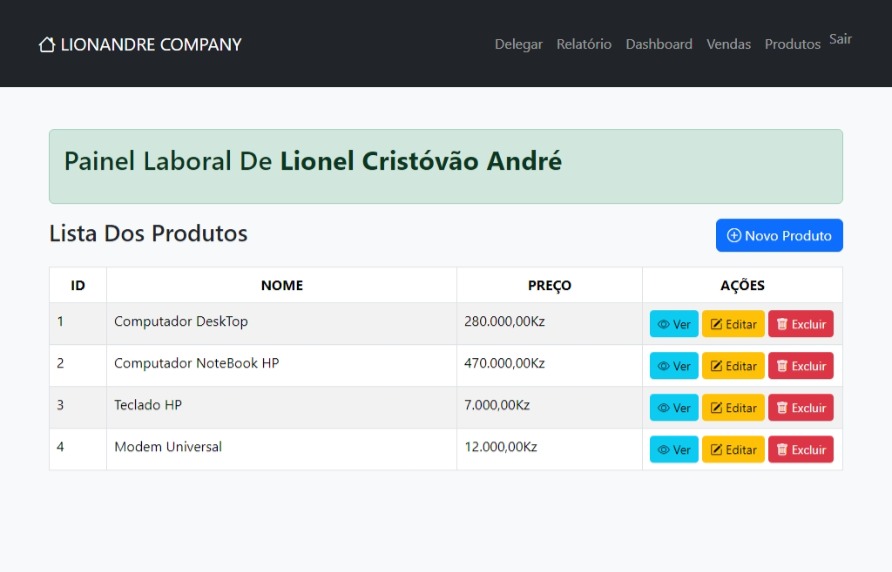 LIONANDRE COMPANY Delegar Relatório Dashboard Vendas Produtos Sair
Painel Laboral De Lionel Cristóvão André
Lista Dos Produtos Novo Produto
ID NOME PREÇO AÇÕES
1 Computador DeskTop 280.000,00Kz Ver Editar Excluir
2 Computador NoteBook HP 470.000,00Kz Ver Editar Excluir
3 Teclado HP 7.000,00Kz Ver Editar Excluir
4 Modem Universal 12.000,00Kz Ver Editar Excluir